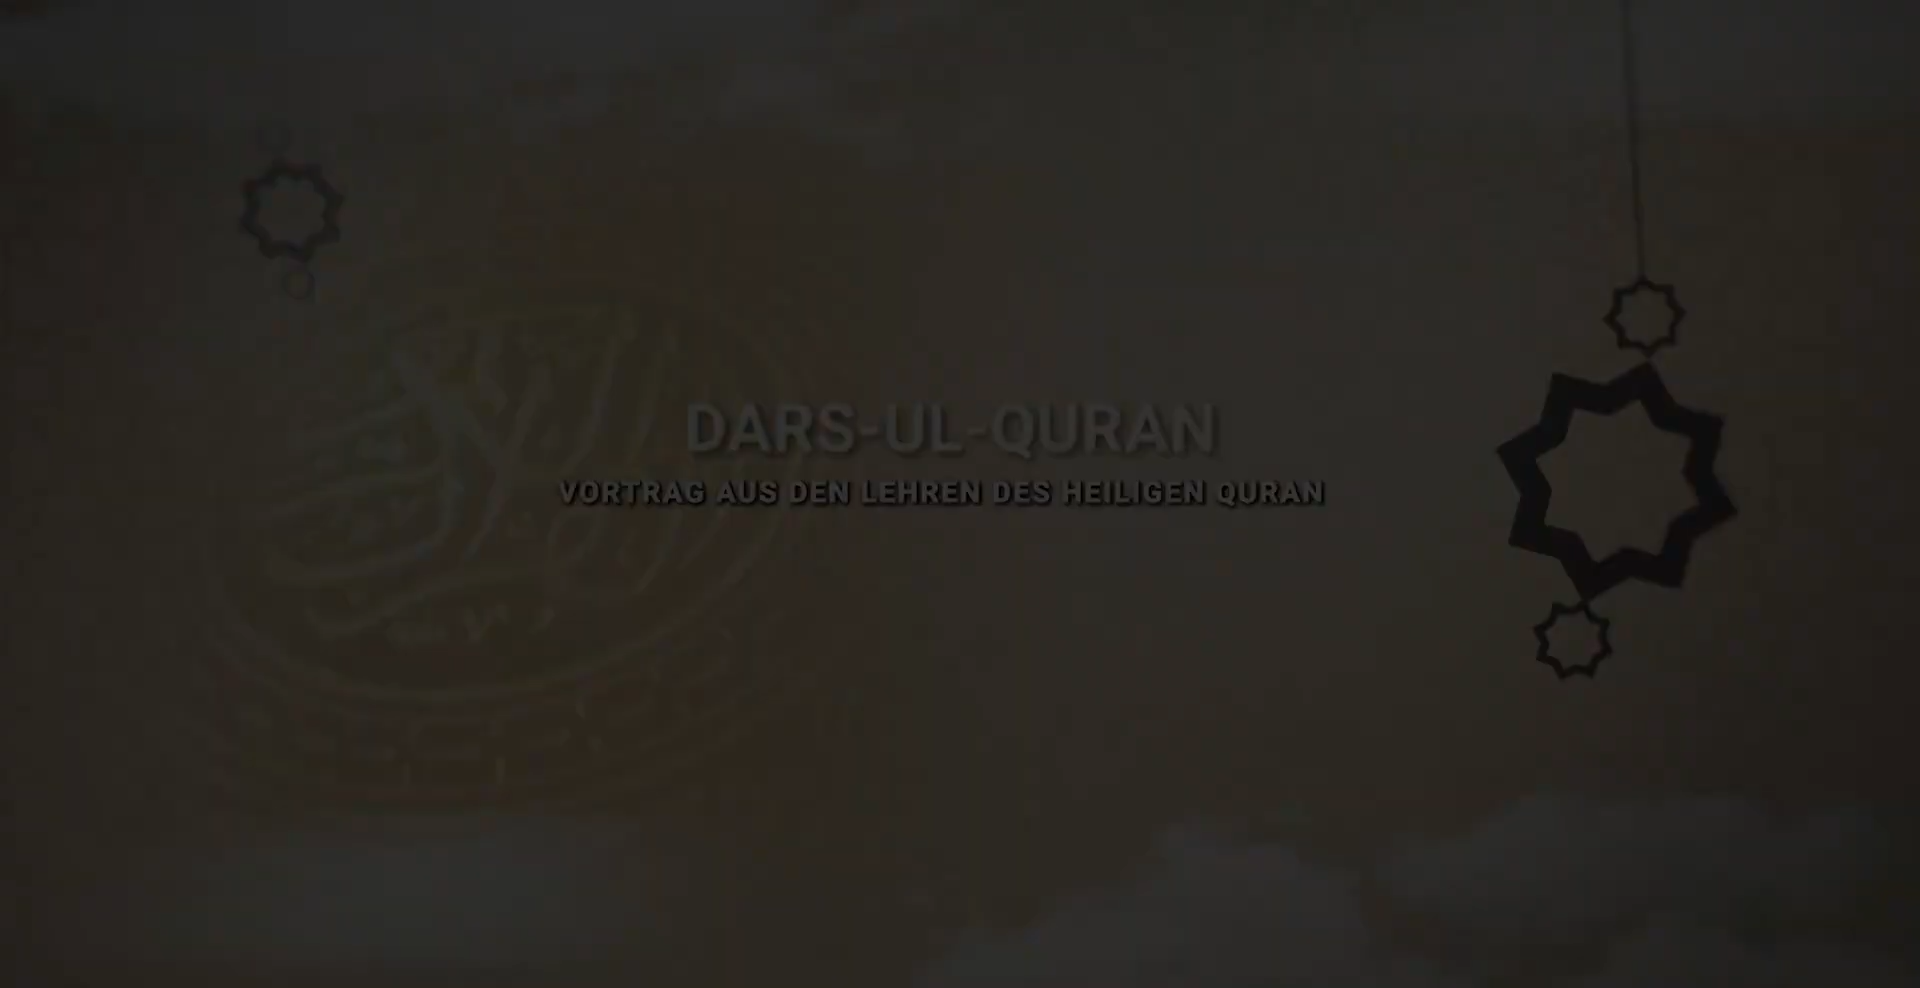 DARS-UL-QURAN
VORTRAG AUS DEN LEHREN DES HEILIGEN QURAN